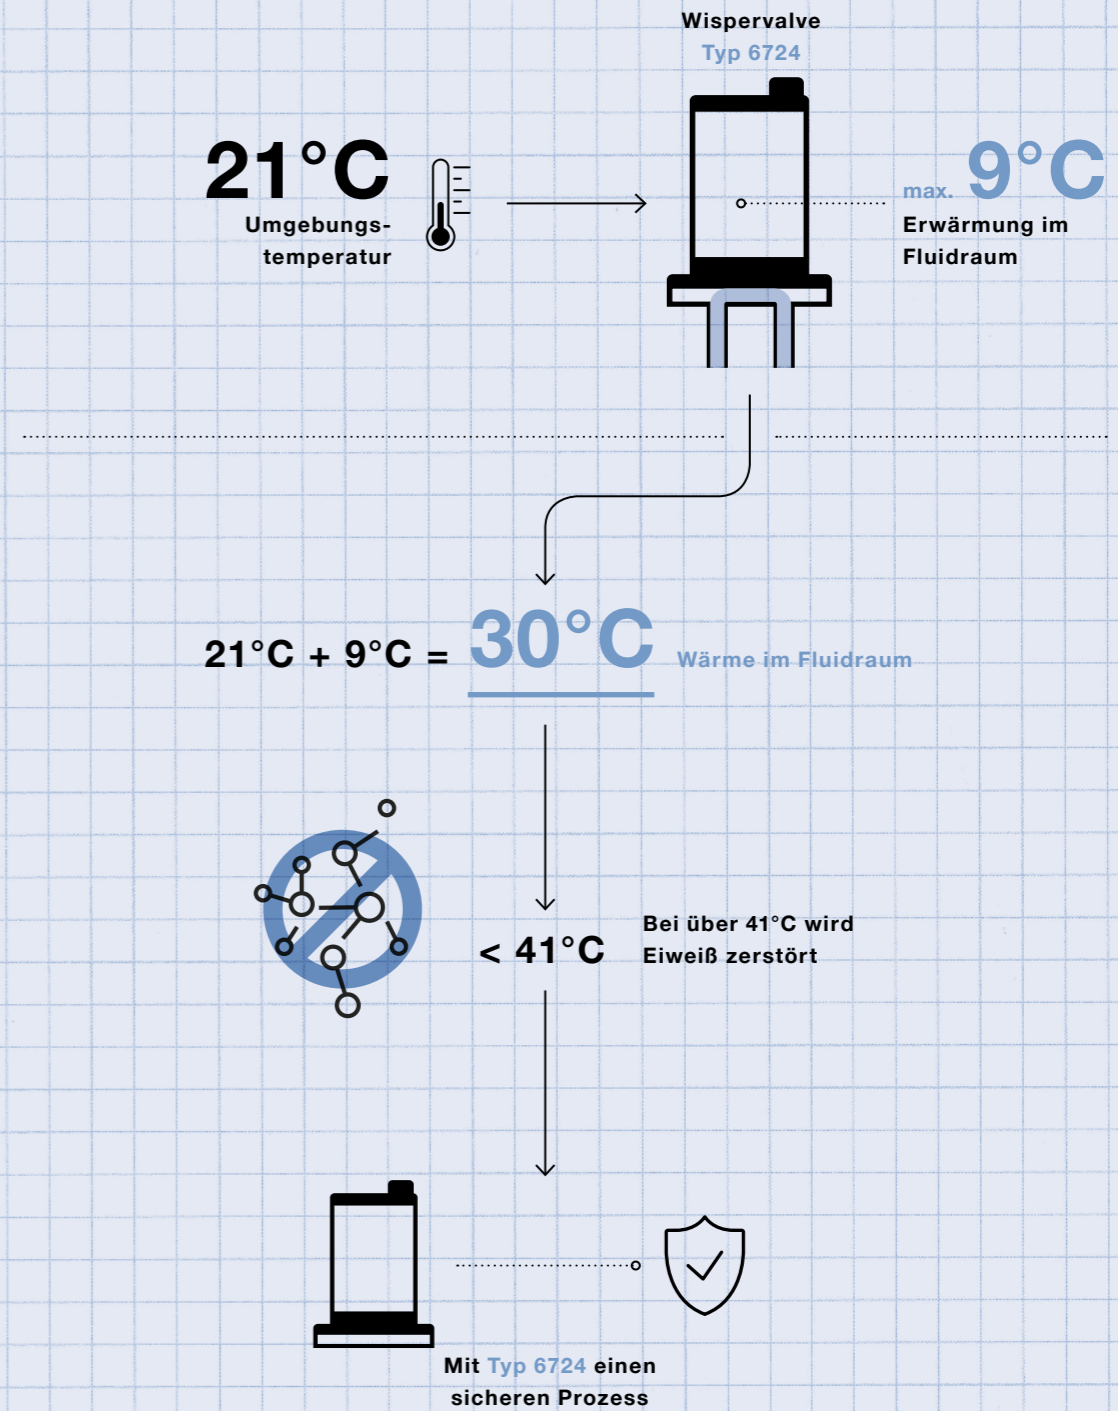 Wispervalve
Typ 6724
21°C
Umgebungs-
temperatur
max. 9°C
Erwärmung im
Fluidraum
21°C + 9°C = 30°C Wärme im Fluidraum
< 41°C
Bei über 41°C wird
Eiweiß zerstört
Mit Typ 6724 einen
sicheren Prozess